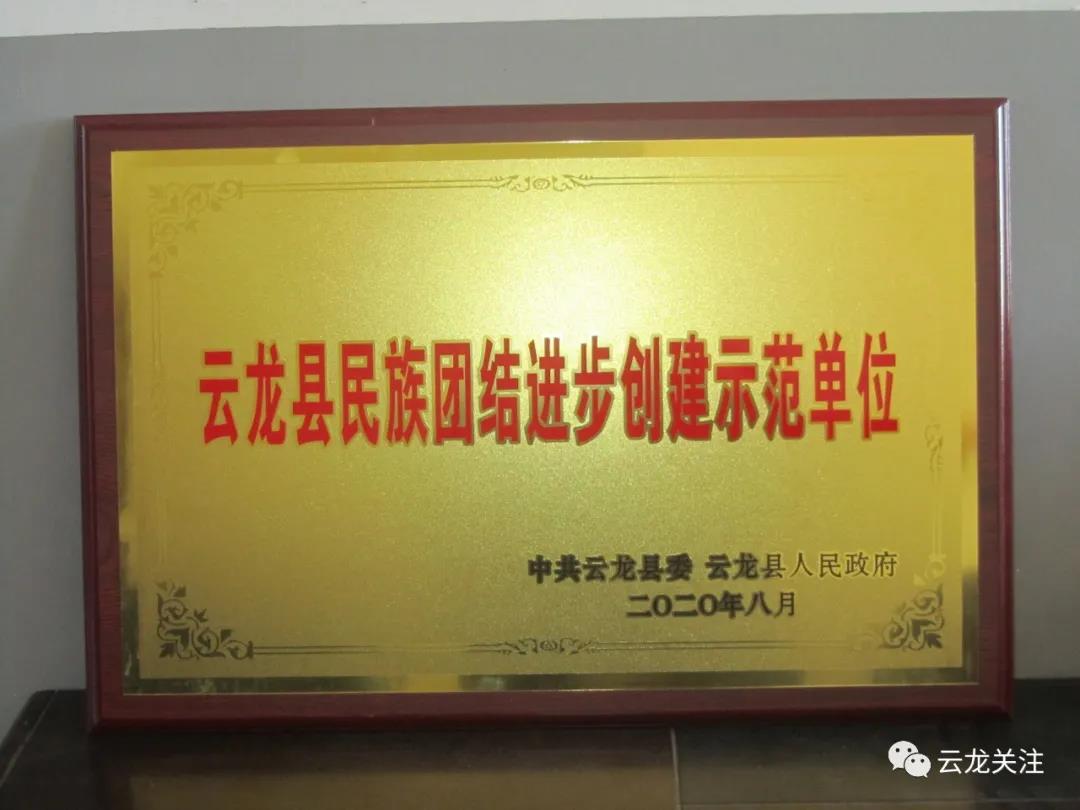 云龙县民族团结进步创建示范单位
中共云龙县委 云龙县人民政府
二〇二〇年八月
云龙关注